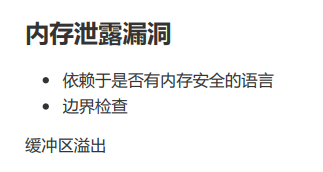 内存泄露漏洞
依赖于是否有内存安全的语言
边界检查
缓冲区溢出